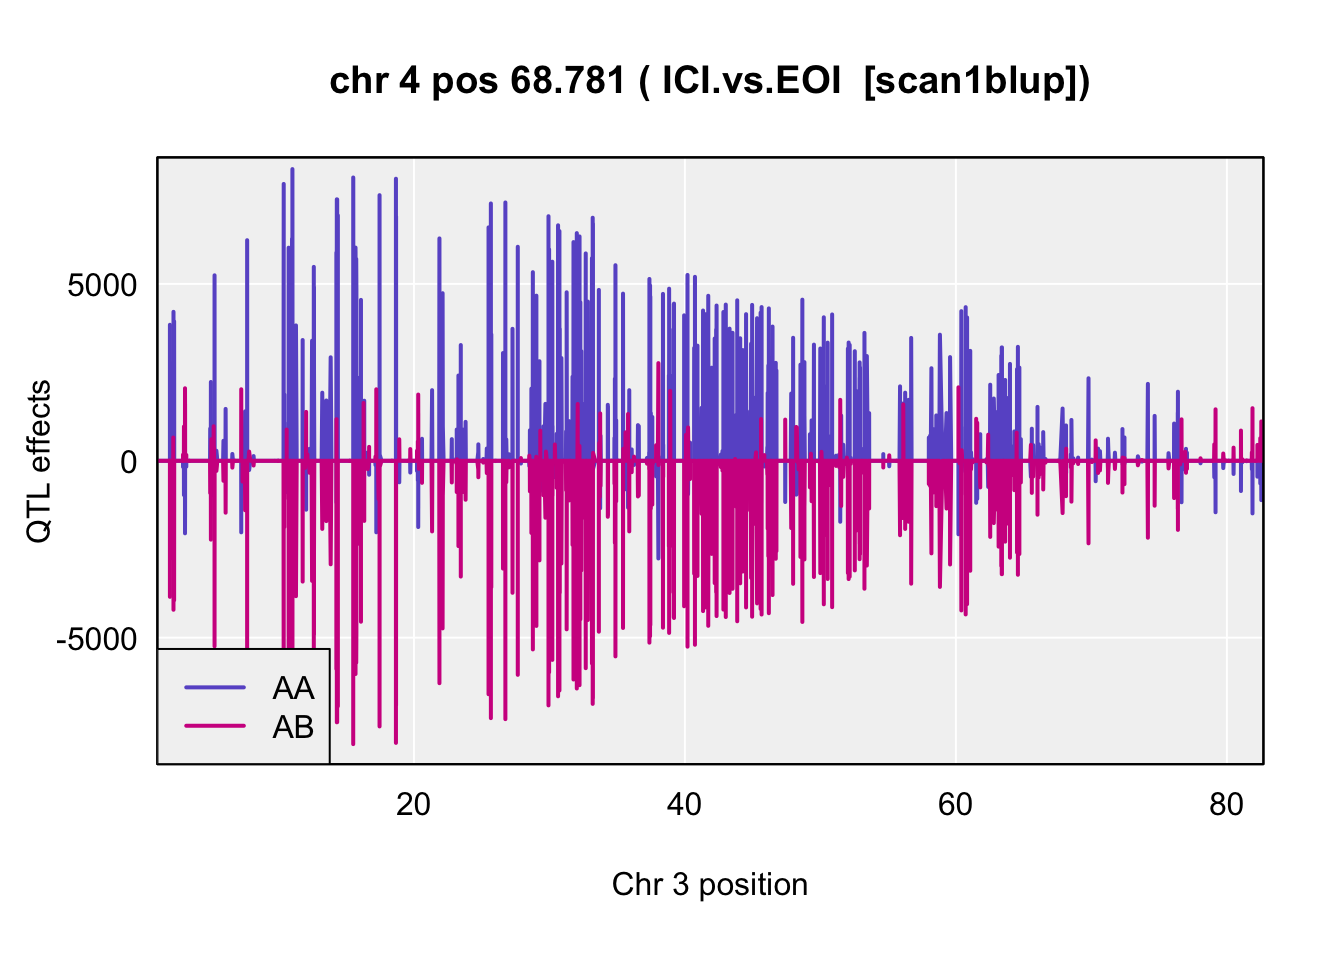 chr 4 pos 68.781 ( ICI.vs.EOI  [scan1blup])
QTL effects
5000
0
-5000
AA
AB
20 40 60 80
Chr 3 position